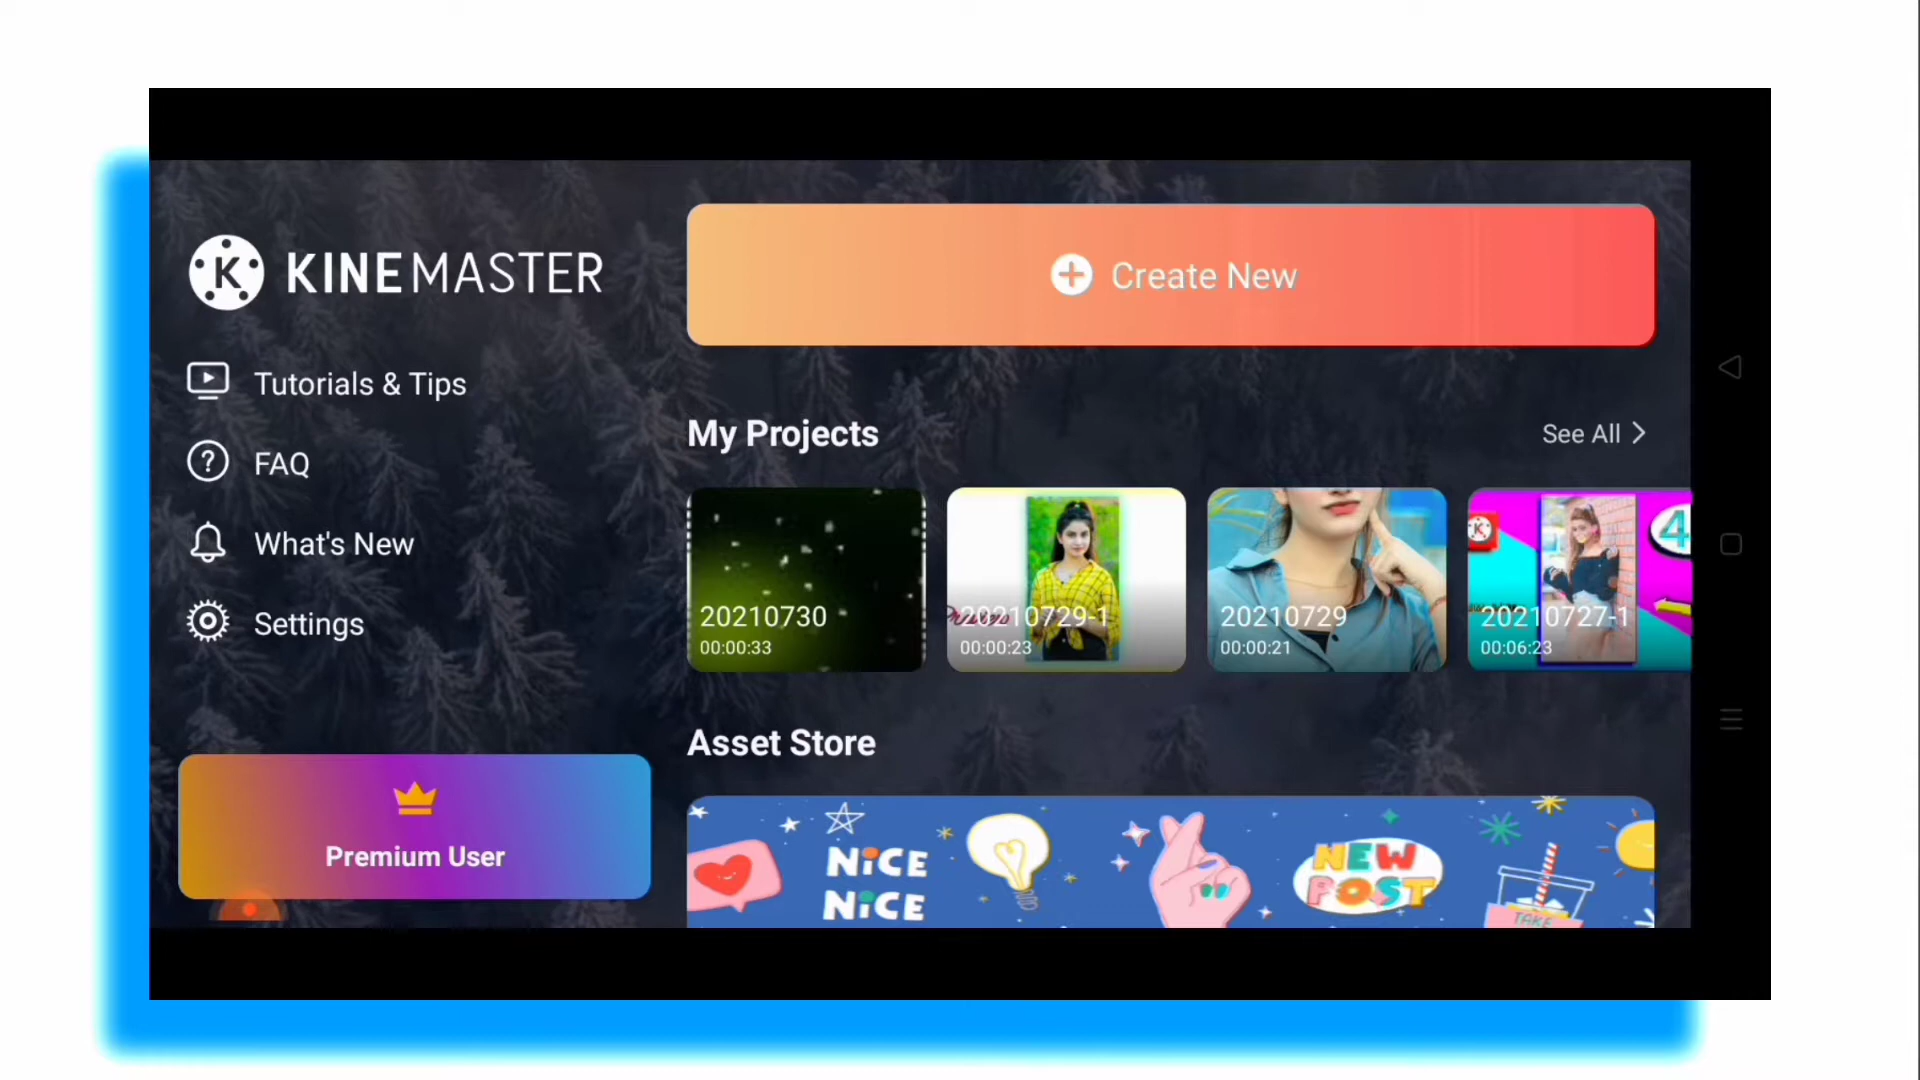 KINEMASTER
Tutorials & Tips
FAQ
What's New
Settings
Premium User
Create New
My Projects
See All
20210730
00:00:33
20210729-1
00:00:23
20210729
00:00:21
4
20210727-1
00:06:23
Asset Store
NiCE
NiCE
NEW
POST
TAKE